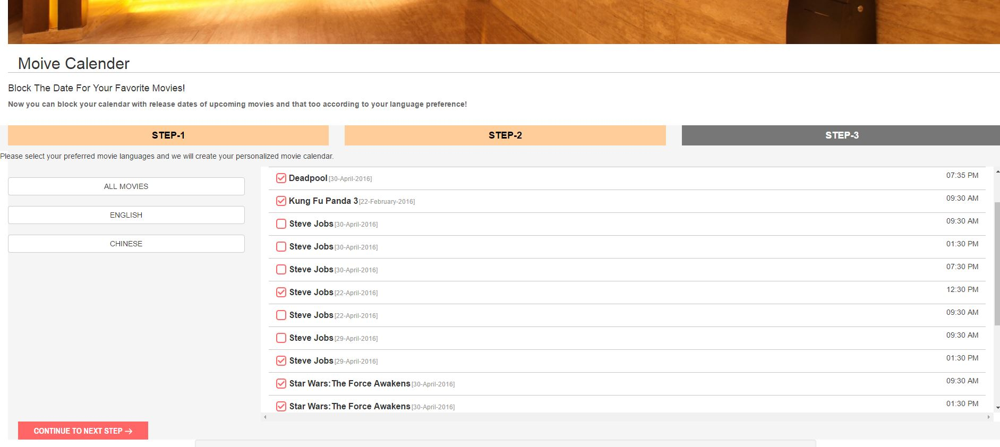 Moive Calender
Block The Date For Your Favorite Movies!
Now you can block your calendar with release dates of upcoming movies and that too according to your language preference!
STEP-1 STEP-2 STEP-3
Please select your preferred movie languages and we will create your personalized movie calendar.
ALL MOVIES
ENGLISH
CHINESE
Deadpool [30-April-2016] 07:35 PM
Kung Fu Panda 3 [22-February-2016] 09:30 AM
Steve Jobs [30-April-2016] 09:30 AM
Steve Jobs [30-April-2016] 01:30 PM
Steve Jobs [30-April-2016] 07:30 PM
Steve Jobs [22-April-2016] 12:30 PM
Steve Jobs [22-April-2016] 09:30 AM
Steve Jobs [29-April-2016] 09:30 AM
Steve Jobs [29-April-2016] 01:30 PM
Star Wars:The Force Awakens [30-April-2016] 09:30 AM
Star Wars:The Force Awakens [30-April-2016] 01:30 PM
CONTINUE TO NEXT STEP →